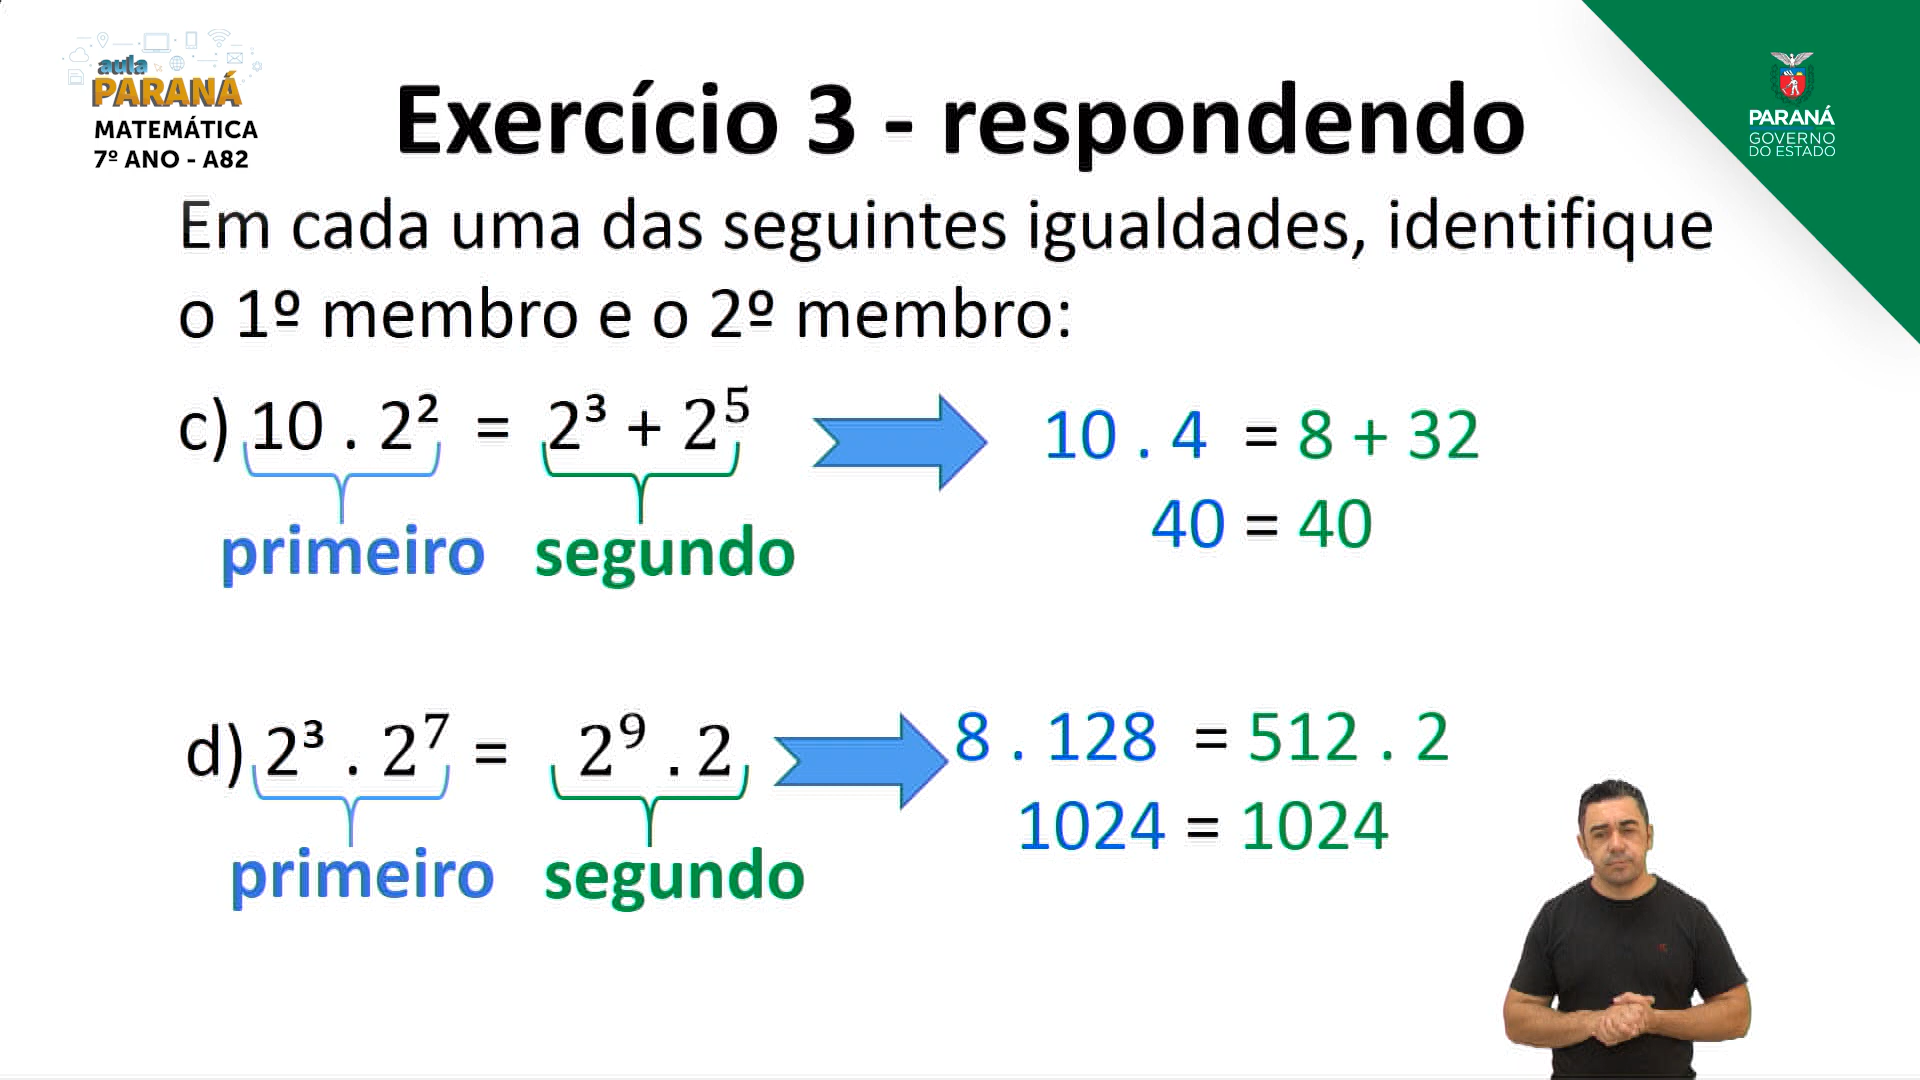 aula
PARANÁ
MATEMÁTICA
7º ANO - A82
Exercício 3 - respondendo
PARANÁ
GOVERNO
DO ESTADO
Em cada uma das seguintes igualdades, identifique
o 1º membro e o 2º membro:
c) 10 . 2² = 2³ + 2⁵
10 . 4 = 8 + 32
40 = 40
primeiro segundo
d) 2³ . 2⁷ = 2⁹ . 2
8 . 128 = 512 . 2
1024 = 1024
primeiro segundo